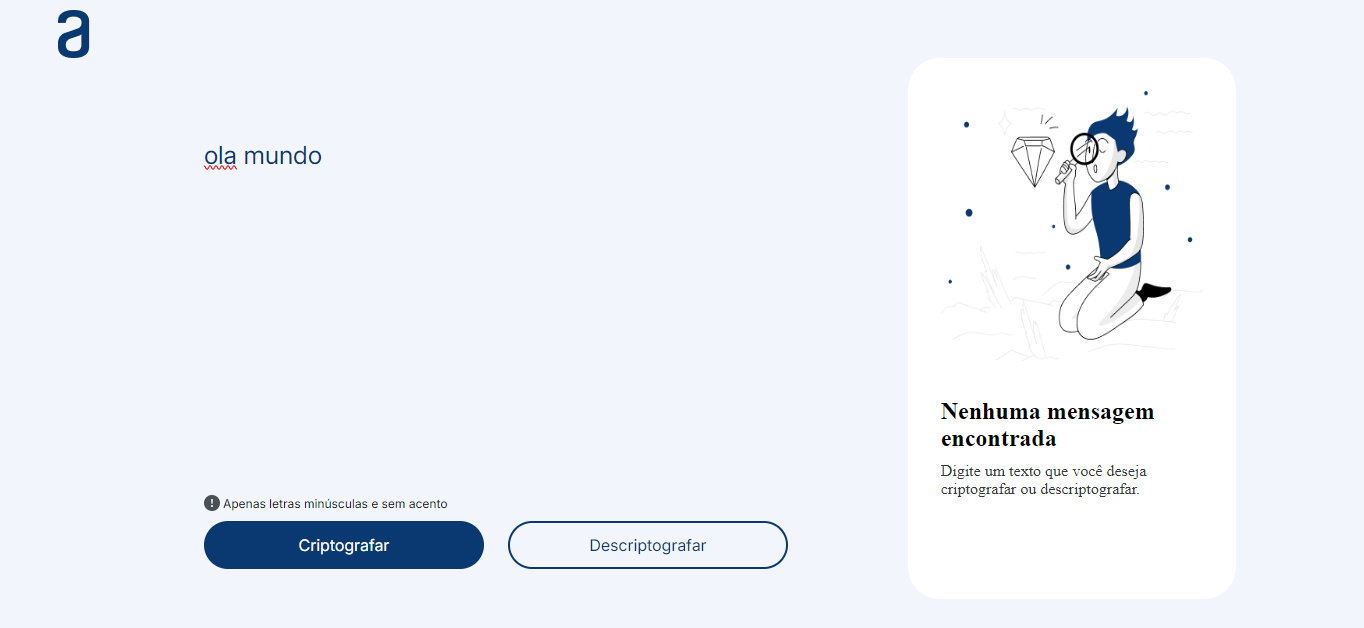 a
ola mundo
Nenhuma mensagem
encontrada
Digite um texto que você deseja
criptografar ou descriptografar.
! Apenas letras minúsculas e sem acento
Criptografar
Descriptografar